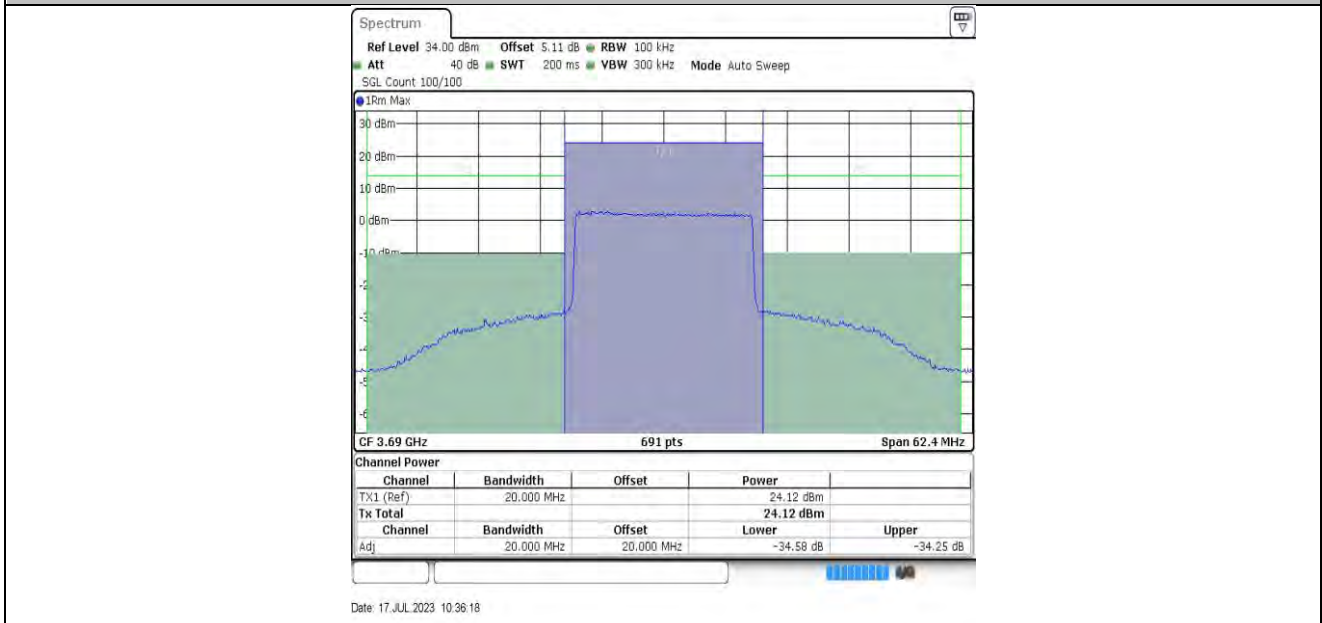 Spectrum
Ref Level 34.00 dBm Offset 5.11 dB RBW 100 kHz
Att 40 dB SWT 200 ms VBW 300 kHz Mode Auto Sweep
SGL Count 100/100
1Rm Max
30 dBm
20 dBm
10 dBm
0 dBm
-10 dBm
CF 3.69 GHz 691 pts Span 62.4 MHz
Channel Power
Channel Bandwidth Offset Power
TX1 (Ref) 20.000 MHz 24.12 dBm
Tx Total 24.12 dBm
Channel Bandwidth Offset Lower Upper
Adj 20.000 MHz 20.000 MHz -34.58 dB -34.25 dB
Date: 17.JUL.2023 10:36:18